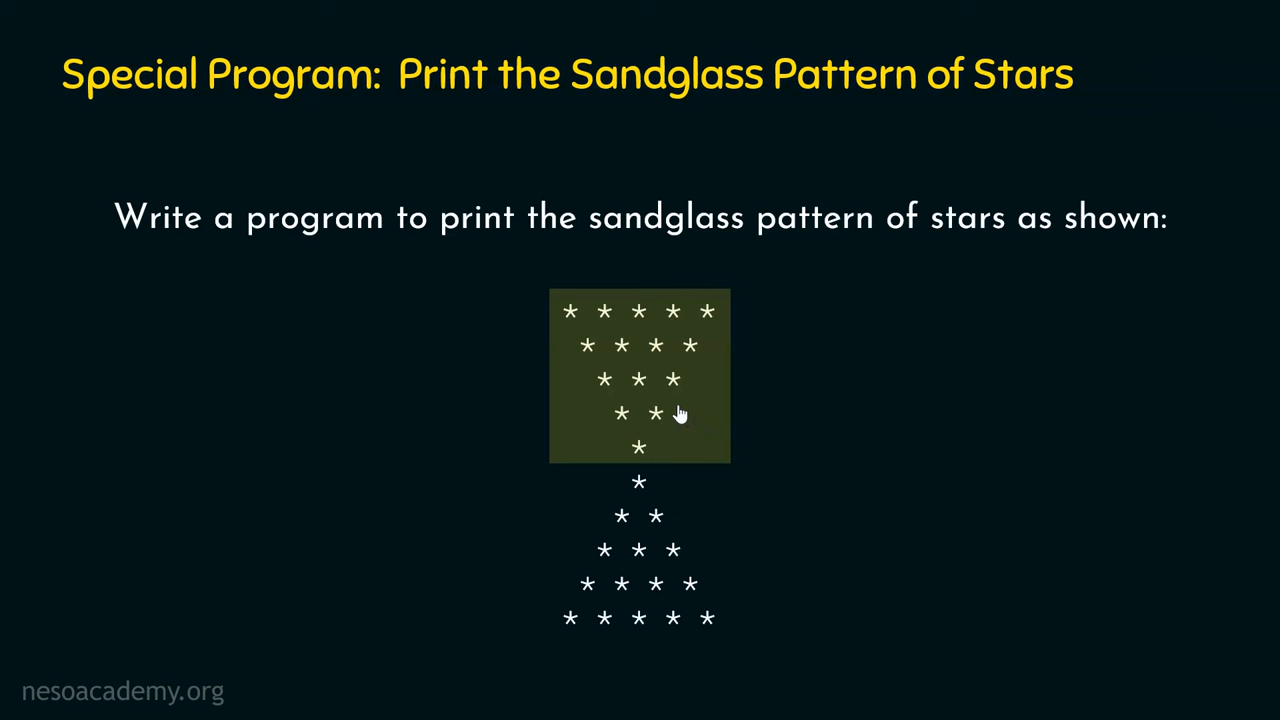 Special Program: Print the Sandglass Pattern of Stars
Write a program to print the sandglass pattern of stars as shown:
* * * * *
* * * *
* * *
* *
*
*
* *
* * *
* * * *
* * * * *
nesoacademy.org